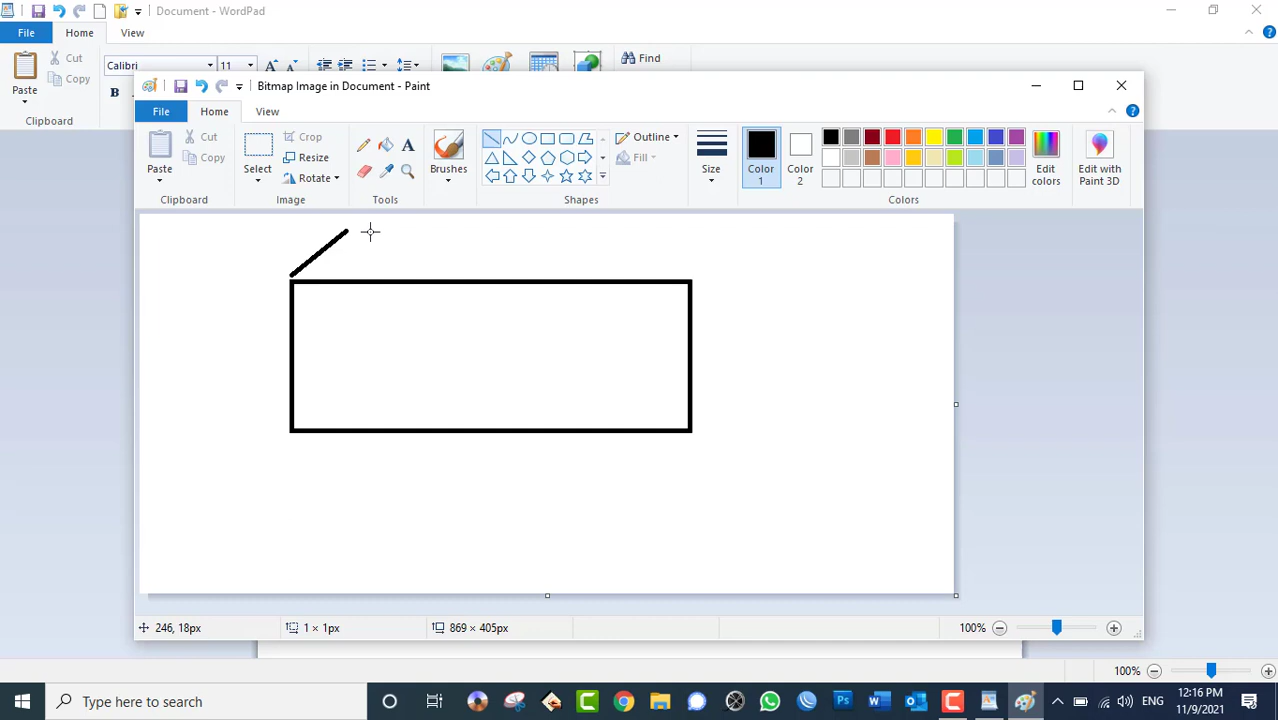 Document - WordPad
File Home View
Paste Cut Copy Calibri 11 B Find
Clipboard
Bitmap Image in Document - Paint
File Home View
Paste Cut Copy
Clipboard
Select Crop Resize Rotate
Image
A
Tools
Brushes
Outline Fill
Shapes
Size
Color 1
Color 2
Edit colors
Colors
Edit with Paint 3D
246, 18px 1 × 1px 869 × 405px 100%
100%
Type here to search
Ps
ENG
12:16 PM
11/9/2021